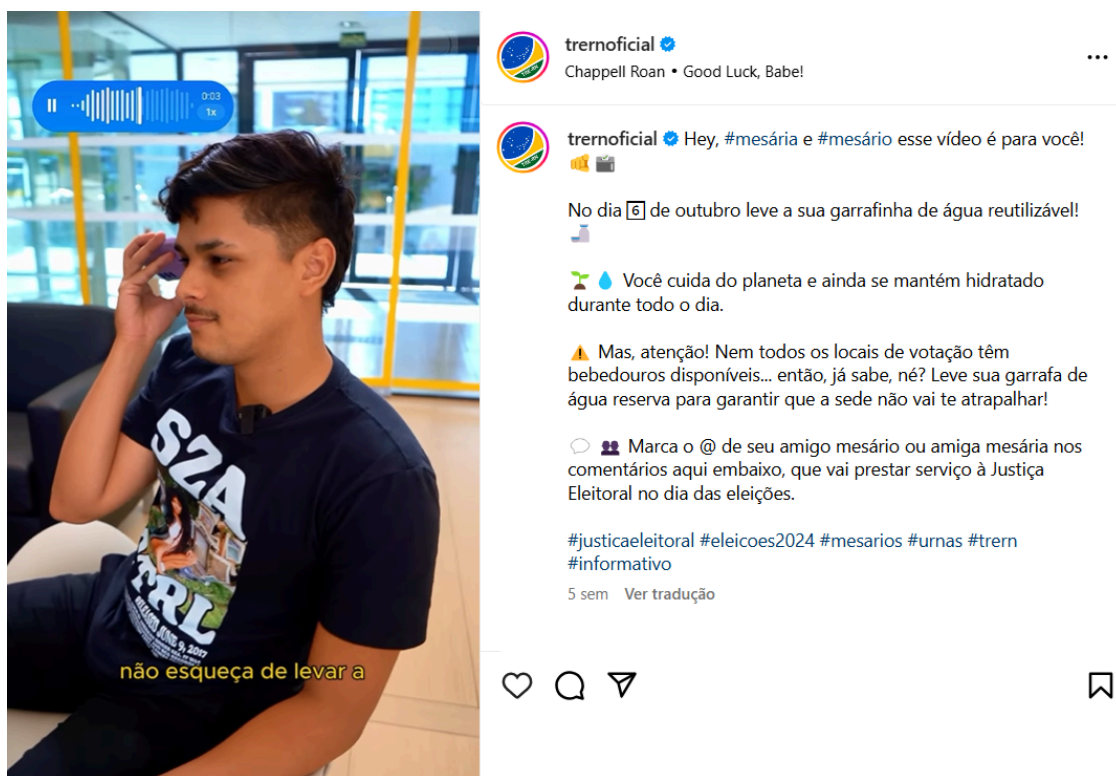 0:03
1x
SZA
CTRL
RELEASED JUNE 9, 2017
não esqueça de levar a
trernoficial
Chappell Roan • Good Luck, Babe!
trernoficial Hey, #mesária e #mesário esse vídeo é para você!
No dia 6 de outubro leve a sua garrafinha de água reutilizável!
Você cuida do planeta e ainda se mantém hidratado
durante todo o dia.
Mas, atenção! Nem todos os locais de votação têm
bebedouros disponíveis... então, já sabe, né? Leve sua garrafa de
água reserva para garantir que a sede não vai te atrapalhar!
Marca o @ de seu amigo mesário ou amiga mesária nos
comentários aqui embaixo, que vai prestar serviço à Justiça
Eleitoral no dia das eleições.
#justicaeleitoral #eleicoes2024 #mesarios #urnas #trern
#informativo
5 sem Ver tradução